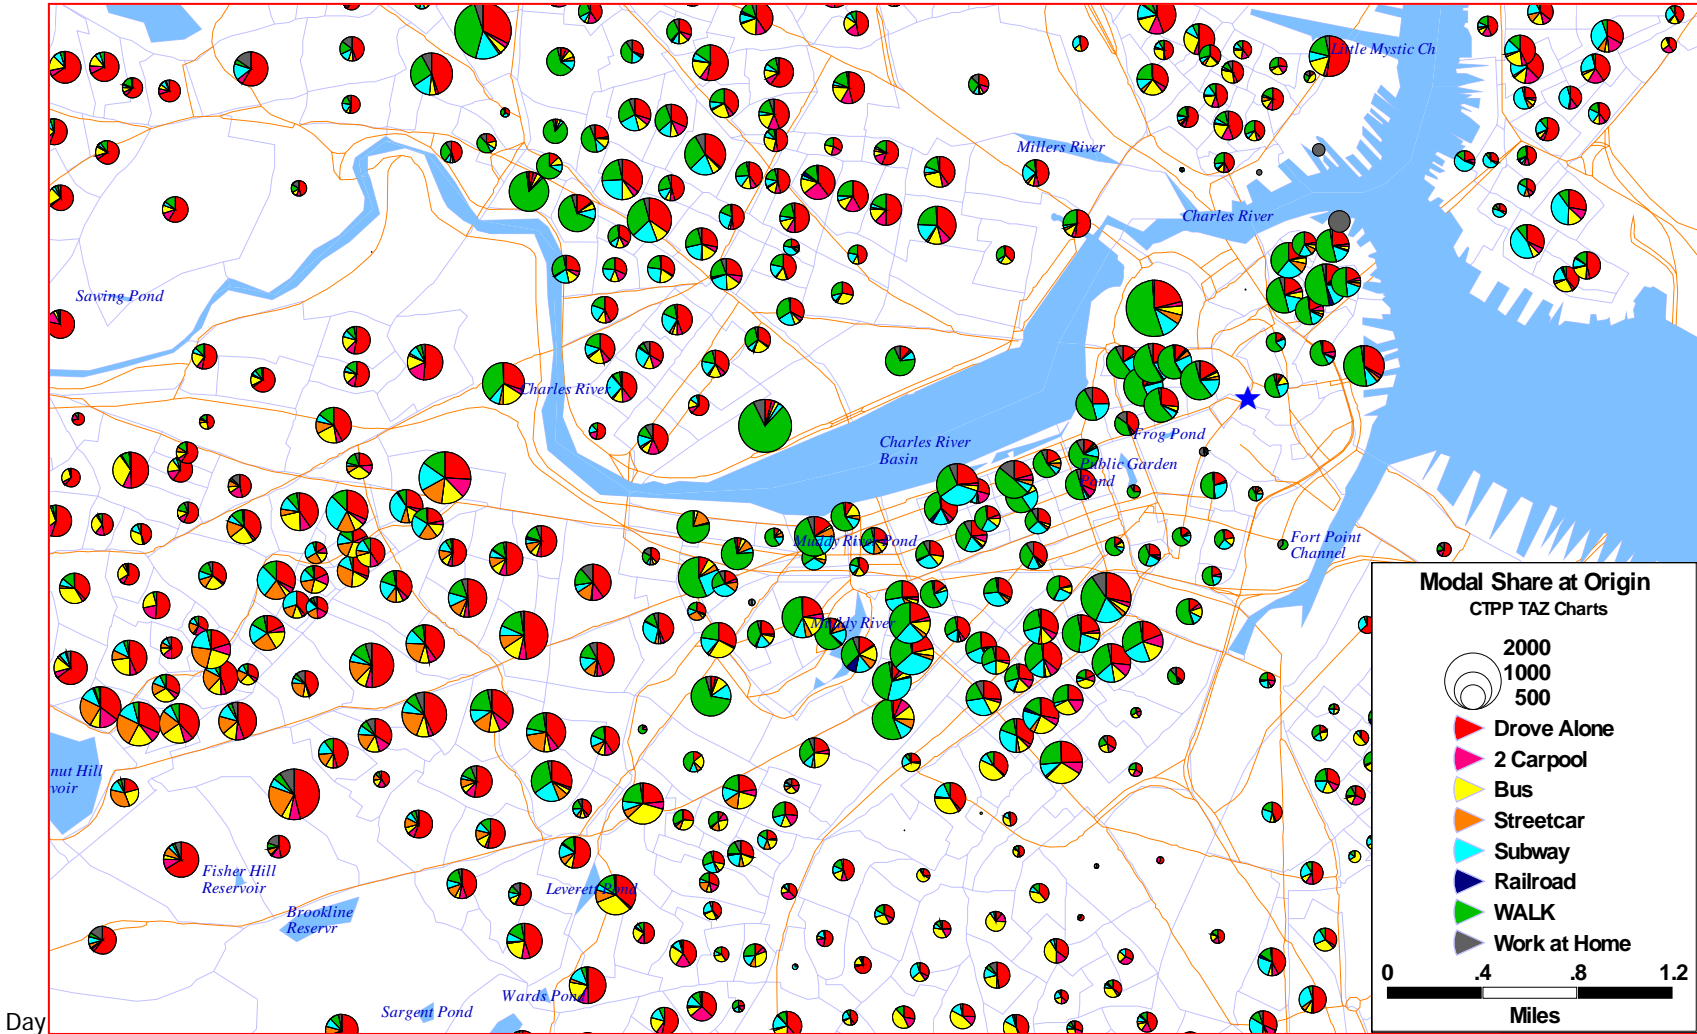 Little Mystic Ch
Millers River
Charles River
Sawing Pond
Charles River
Frog Pond
Charles River
Basin
Public Garden
Pond
Muddy River Pond
Fort Point
Channel
Muddy River
nut Hill
voir
Fisher Hill
Reservoir
Leverett Pond
Brookline
Reservr
Wards Pond
Sargent Pond
Day
Modal Share at Origin
CTPP TAZ Charts
2000
1000
500
Drove Alone
2 Carpool
Bus
Streetcar
Subway
Railroad
WALK
Work at Home
0 .4 .8 1.2
Miles